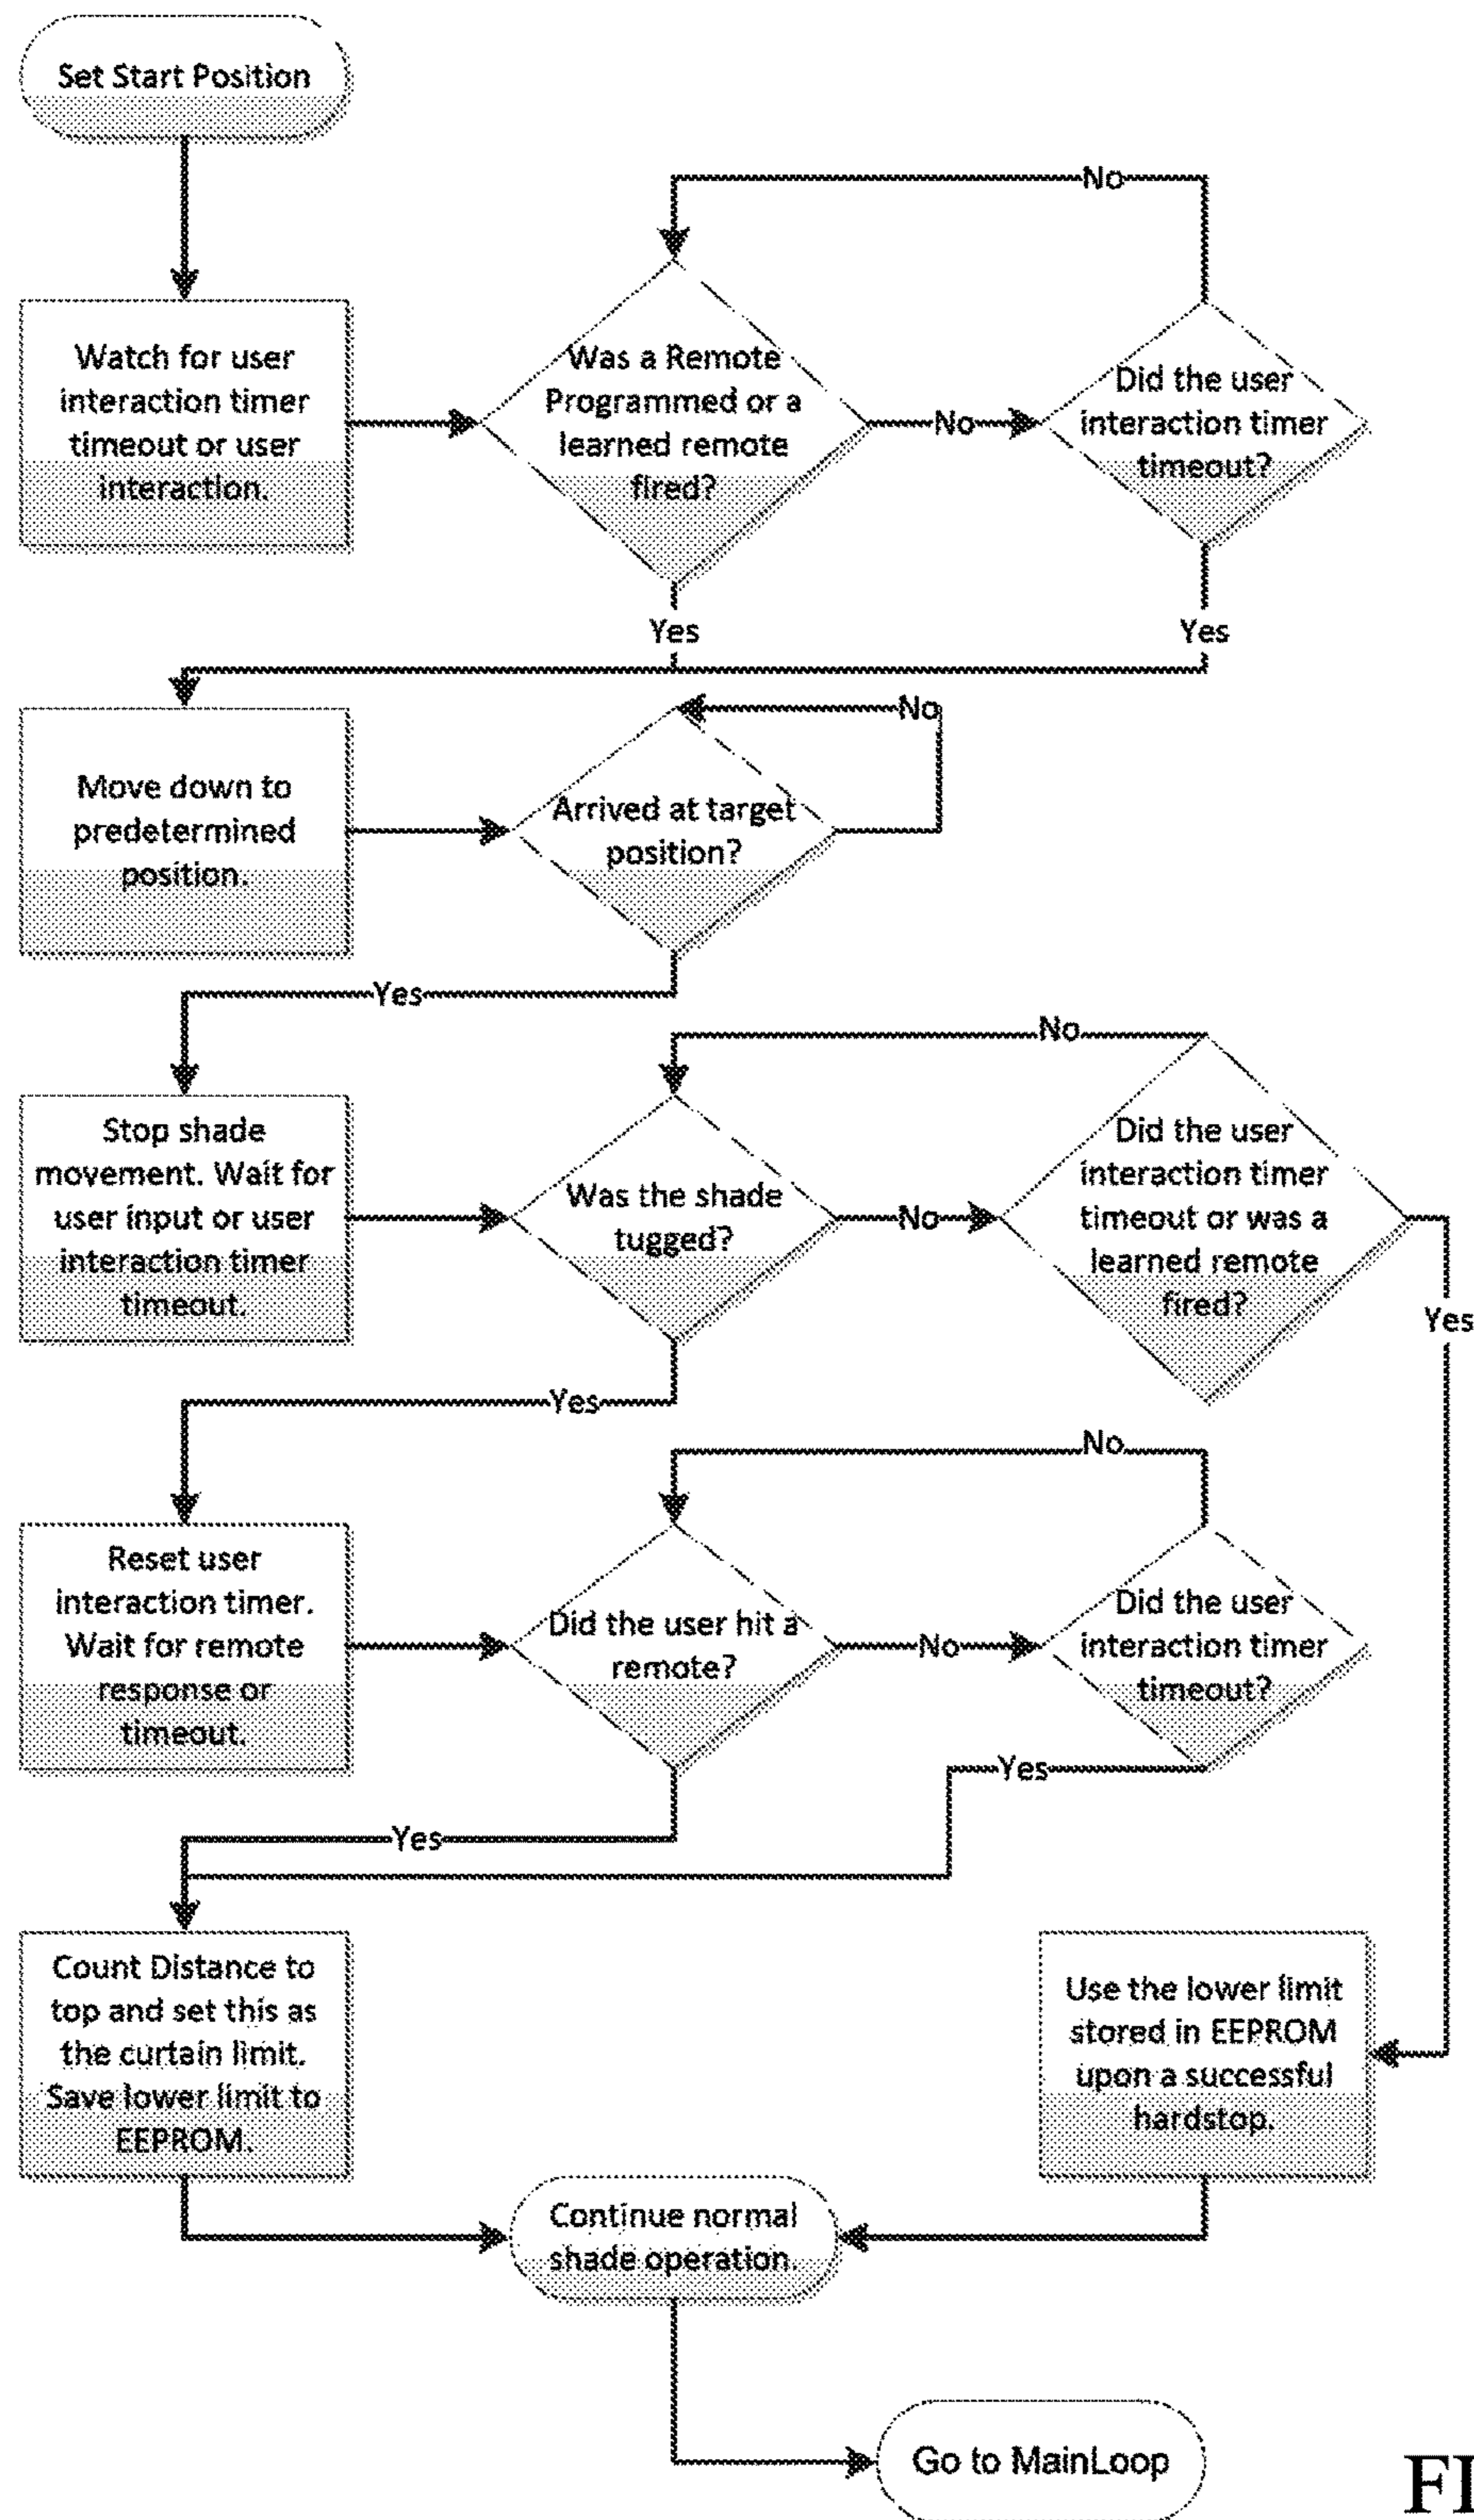 Set Start Position
No
Watch for user
interaction timer
timeout or user
interaction.
Was a Remote
Programmed or a
learned remote
fired?
No
Did the user
interaction timer
timeout?
Yes
Yes
No
Move down to
predetermined
position.
Arrived at target
position?
Yes
No
Stop shade
movement. Wait for
user input or user
interaction timer
timeout.
Was the shade
tugged?
No
Did the user
interaction timer
timeout or was a
learned remote
fired?
Yes
Yes
No
Reset user
interaction timer.
Wait for remote
response or
timeout.
Did the user hit a
remote?
No
Did the user
interaction timer
timeout?
Yes
Yes
Count Distance to
top and set this as
the curtain limit.
Save lower limit to
EEPROM.
Use the lower limit
stored in EEPROM
upon a successful
hardstop.
Continue normal
shade operation.
Go to MainLoop